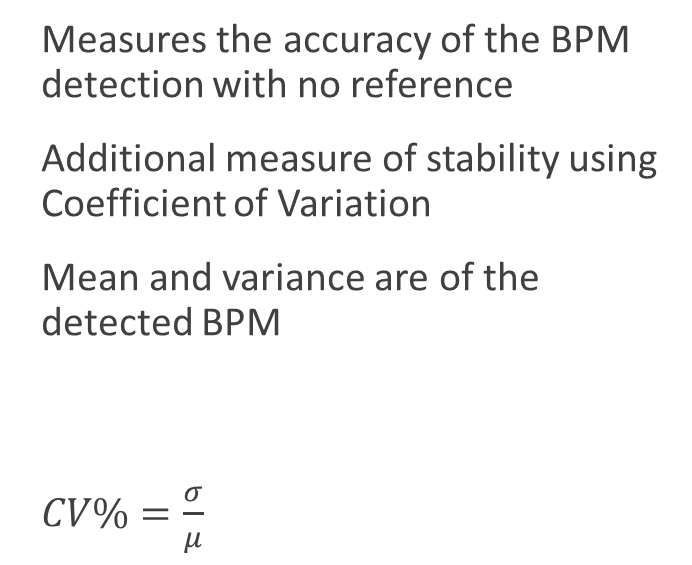 Measures the accuracy of the BPM
detection with no reference
Additional measure of stability using
Coefficient of Variation
Mean and variance are of the
detected BPM
CV% = σ/μ